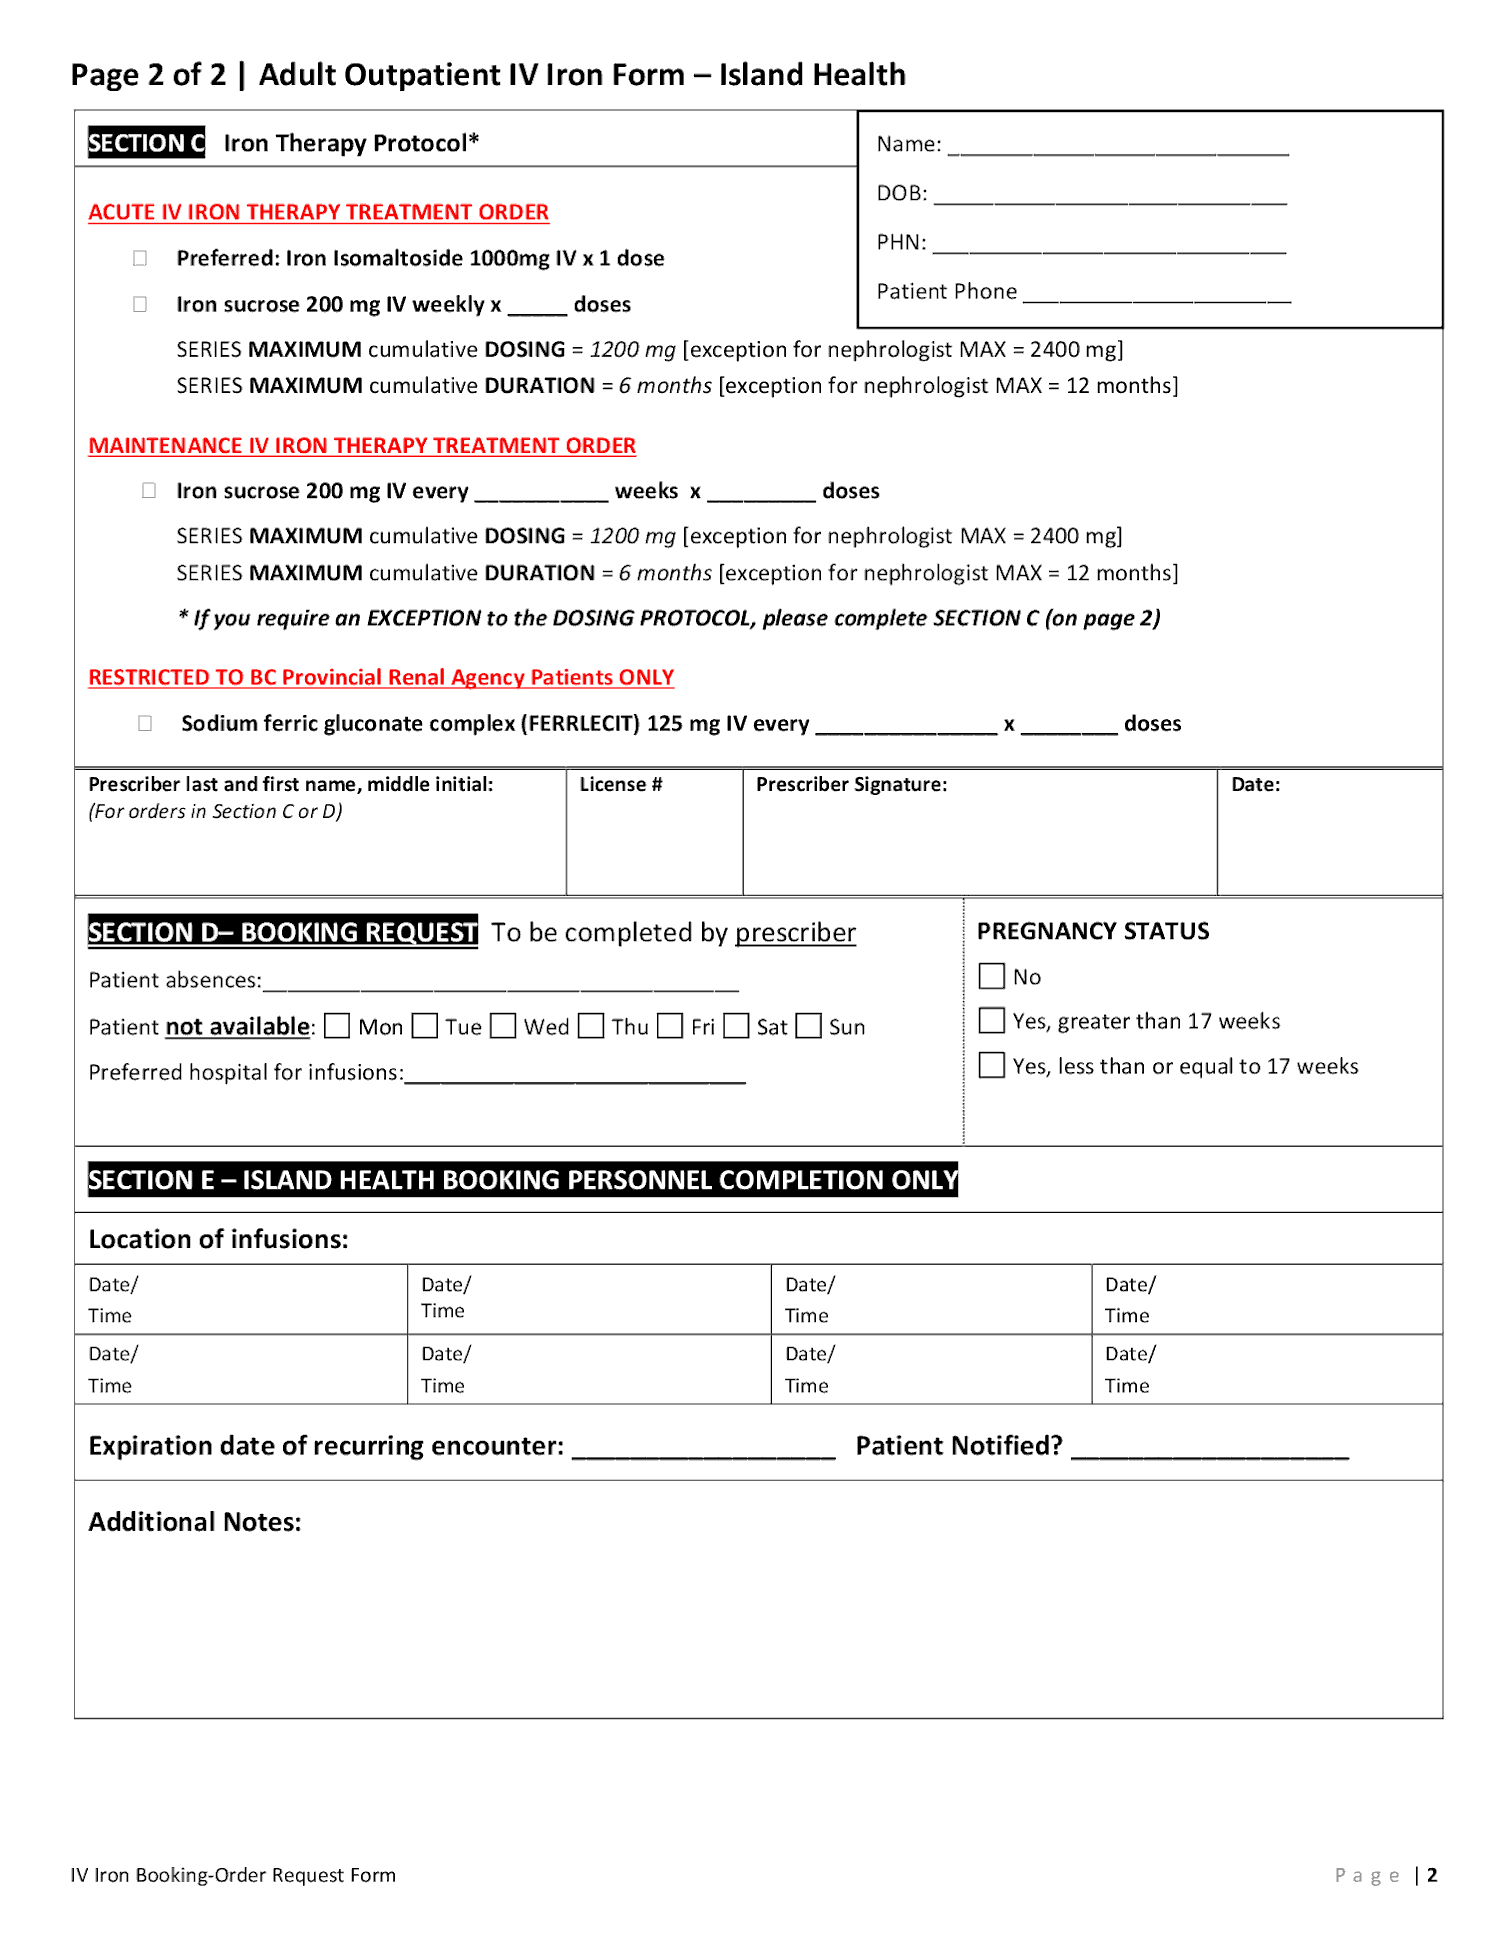 Page 2 of 2 | Adult Outpatient IV Iron Form – Island Health
SECTION C Iron Therapy Protocol*
Name: ____________________________
DOB: _____________________________
PHN: _____________________________
Patient Phone ______________________
ACUTE IV IRON THERAPY TREATMENT ORDER
☐ Preferred: Iron Isomaltoside 1000mg IV x 1 dose
☐ Iron sucrose 200 mg IV weekly x _____ doses
SERIES MAXIMUM cumulative DOSING = 1200 mg [exception for nephrologist MAX = 2400 mg]
SERIES MAXIMUM cumulative DURATION = 6 months [exception for nephrologist MAX = 12 months]
MAINTENANCE IV IRON THERAPY TREATMENT ORDER
☐ Iron sucrose 200 mg IV every ___________ weeks x _________ doses
SERIES MAXIMUM cumulative DOSING = 1200 mg [exception for nephrologist MAX = 2400 mg]
SERIES MAXIMUM cumulative DURATION = 6 months [exception for nephrologist MAX = 12 months]
* If you require an EXCEPTION to the DOSING PROTOCOL, please complete SECTION C (on page 2)
RESTRICTED TO BC Provincial Renal Agency Patients ONLY
☐ Sodium ferric gluconate complex (FERRLECIT) 125 mg IV every _______________ x ________ doses
Prescriber last and first name, middle initial:
(For orders in Section C or D)
License #
Prescriber Signature:
Date:
SECTION D– BOOKING REQUEST To be completed by prescriber
Patient absences:_______________________________________
Patient not available: ☐ Mon ☐ Tue ☐ Wed ☐ Thu ☐ Fri ☐ Sat ☐ Sun
Preferred hospital for infusions:____________________________
PREGNANCY STATUS
☐ No
☐ Yes, greater than 17 weeks
☐ Yes, less than or equal to 17 weeks
SECTION E – ISLAND HEALTH BOOKING PERSONNEL COMPLETION ONLY
Location of infusions:
Date/
Time
Date/
Time
Date/
Time
Date/
Time
Date/
Time
Date/
Time
Date/
Time
Date/
Time
Expiration date of recurring encounter: __________________ Patient Notified? ___________________
Additional Notes:
IV Iron Booking-Order Request Form
Page | 2